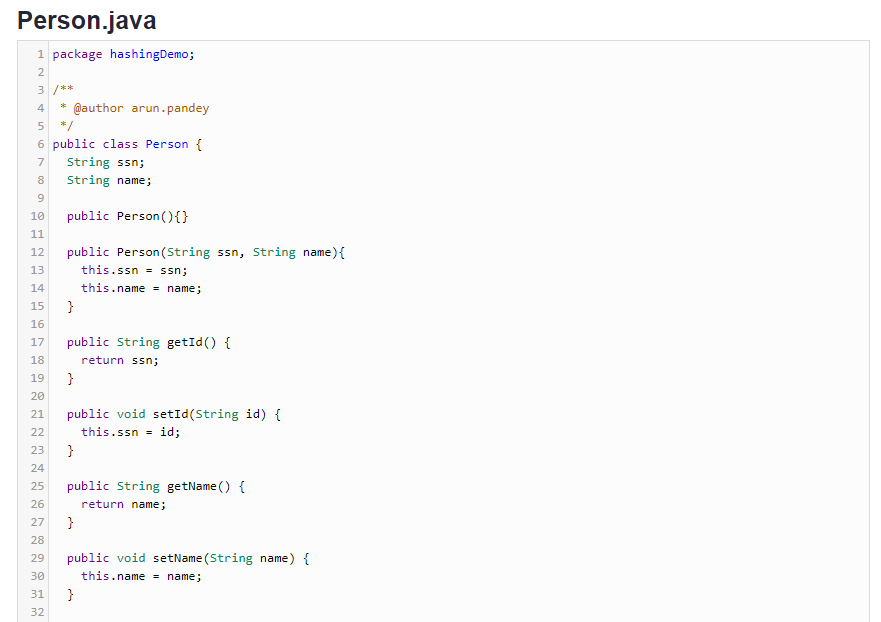 Person.java
1 package hashingDemo;
2
3 /**
4  * @author arun.pandey
5  */
6 public class Person {
7   String ssn;
8   String name;
9
10   public Person(){}
11
12   public Person(String ssn, String name){
13     this.ssn = ssn;
14     this.name = name;
15   }
16
17   public String getId() {
18     return ssn;
19   }
20
21   public void setId(String id) {
22     this.ssn = id;
23   }
24
25   public String getName() {
26     return name;
27   }
28
29   public void setName(String name) {
30     this.name = name;
31   }
32